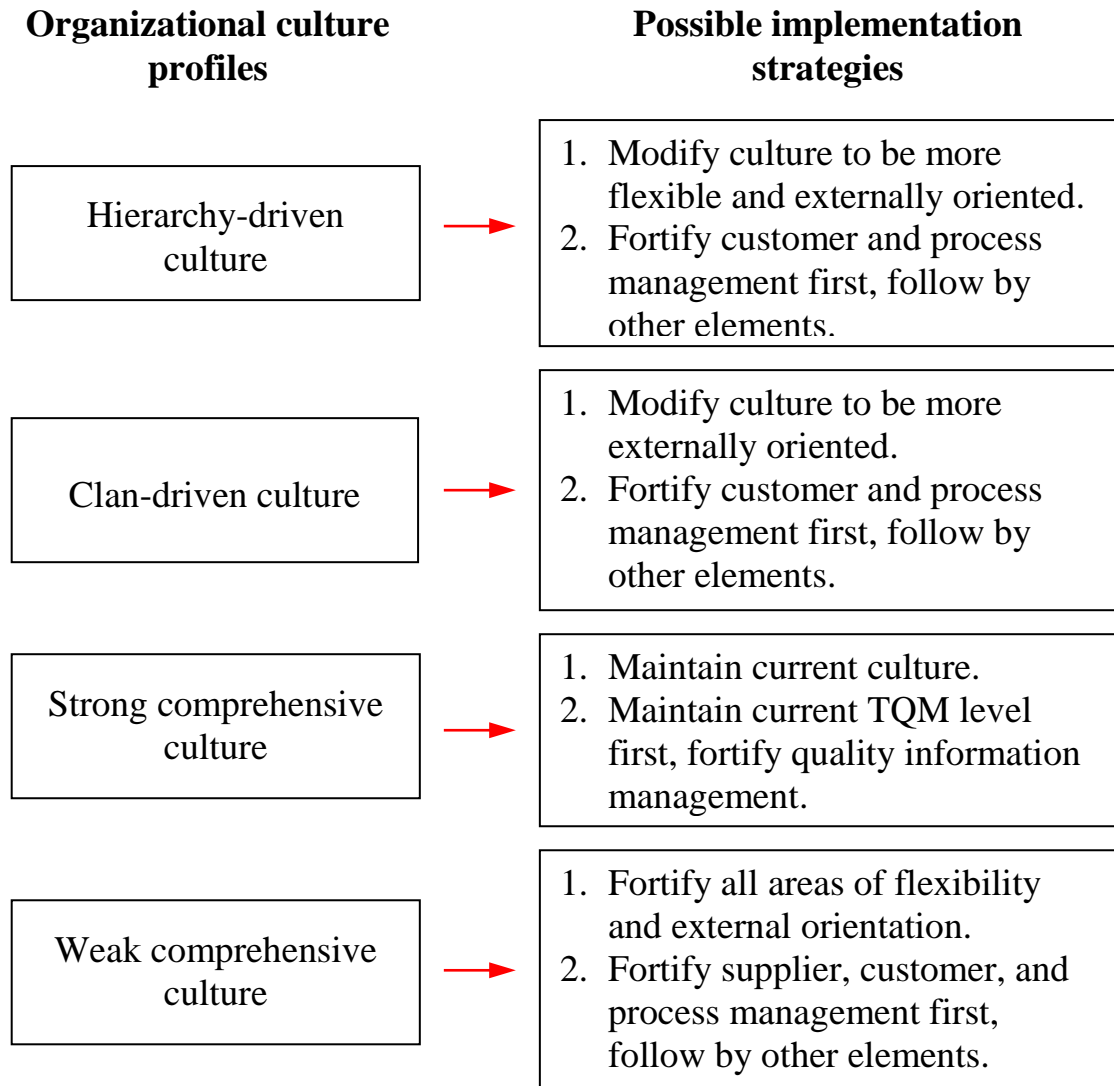 Organizational culture
profiles
Possible implementation
strategies
Hierarchy-driven
culture
1. Modify culture to be more
flexible and externally oriented.
2. Fortify customer and process
management first, follow by
other elements.
Clan-driven culture
1. Modify culture to be more
externally oriented.
2. Fortify customer and process
management first, follow by
other elements.
Strong comprehensive
culture
1. Maintain current culture.
2. Maintain current TQM level
first, fortify quality information
management.
Weak comprehensive
culture
1. Fortify all areas of flexibility
and external orientation.
2. Fortify supplier, customer, and
process management first,
follow by other elements.